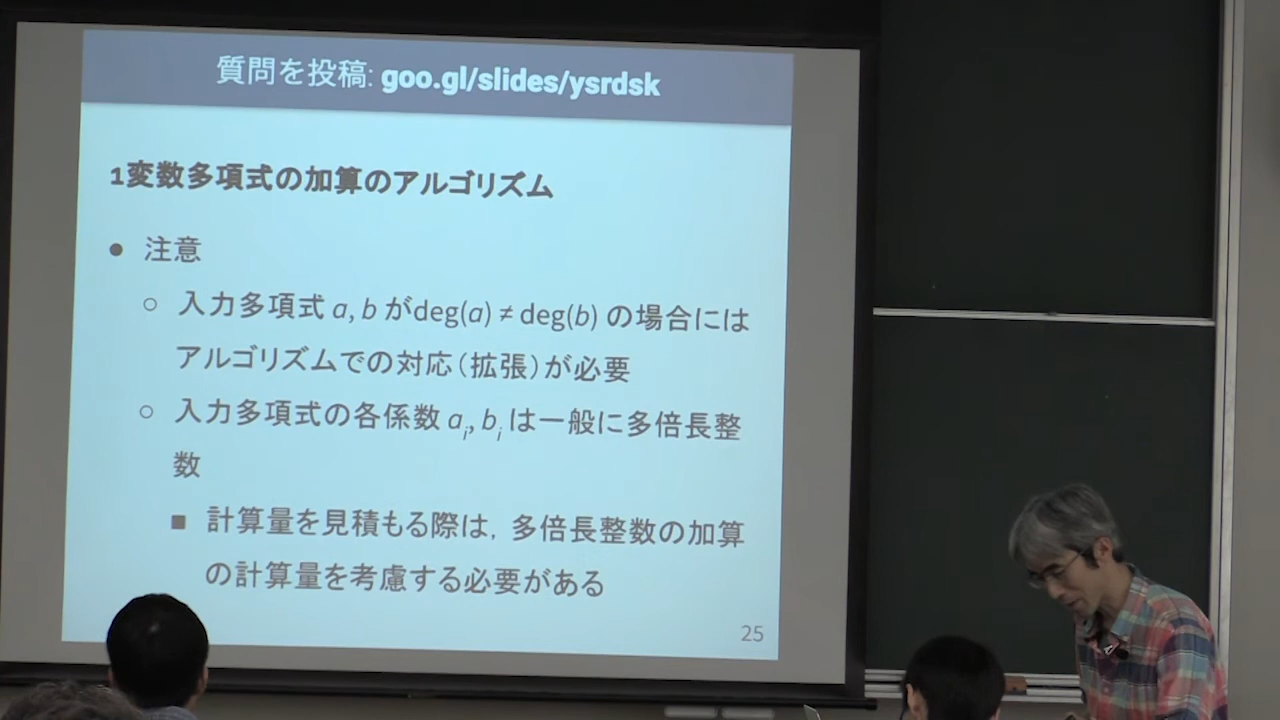 質問を投稿: goo.gl/slides/ysrdsk
1変数多項式の加算のアルゴリズム
● 注意
○ 入力多項式 a, b がdeg(a) ≠ deg(b) の場合には
アルゴリズムでの対応（拡張）が必要
○ 入力多項式の各係数 ai, bi は一般に多倍長整
数
■ 計算量を見積もる際は，多倍長整数の加算
の計算量を考慮する必要がある
25